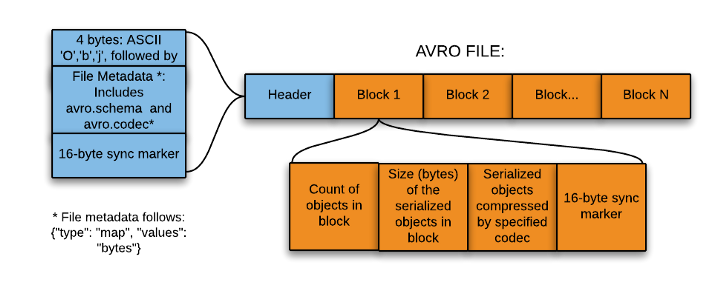 AVRO FILE:
4 bytes: ASCII
'O','b','j', followed by
File Metadata *:
Includes
avro.schema and
avro.codec*
16-byte sync marker
Header
Block 1
Block 2
Block...
Block N
Count of
objects in
block
Size (bytes)
of the
serialized
objects in
block
Serialized
objects
compressed
by specified
codec
16-byte sync
marker
* File metadata follows:
{"type": "map", "values":
"bytes"}